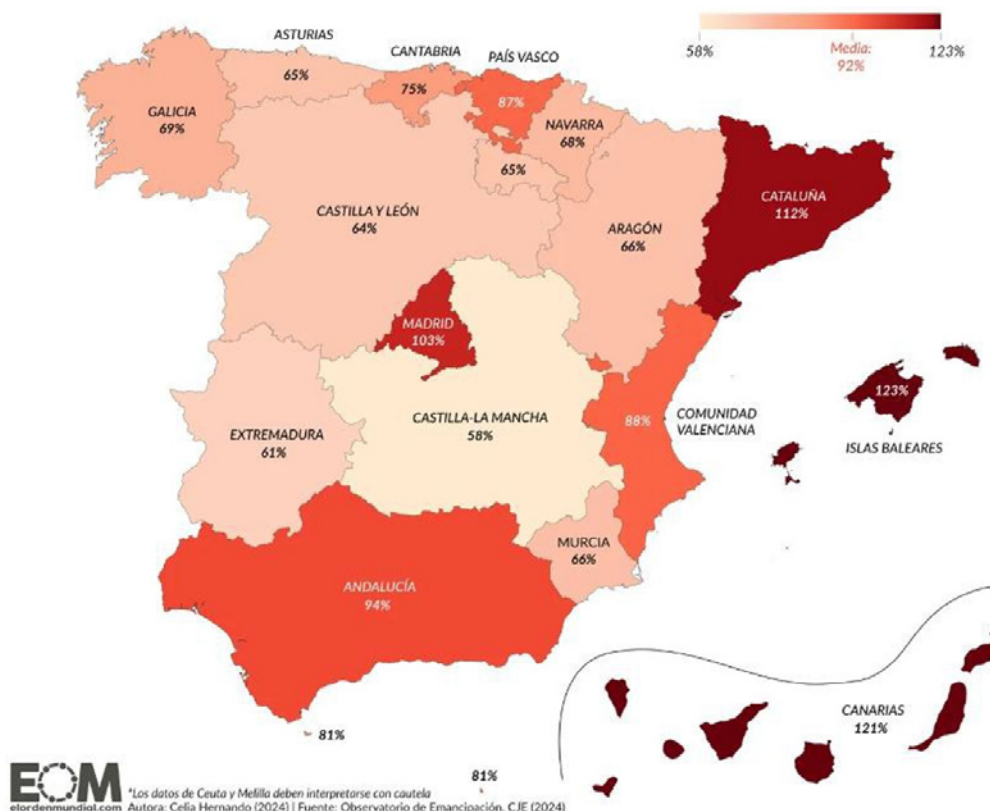 58%
Media:
92%
123%
ASTURIAS
65%
CANTABRIA
75%
PAÍS VASCO
87%
GALICIA
69%
NAVARRA
68%
65%
CASTILLA Y LEÓN
64%
ARAGÓN
66%
CATALUÑA
112%
MADRID
103%
CASTILLA-LA MANCHA
58%
EXTREMADURA
61%
88%
COMUNIDAD
VALENCIANA
123%
ISLAS BALEARES
MURCIA
66%
ANDALUCÍA
94%
CANARIAS
121%
81%
81%
EOM
elordenmundial.com
*Los datos de Ceuta y Melilla deben interpretarse con cautela
Autora: Celia Hernando (2024) | Fuente: Observatorio de Emancipación, CJE (2024)